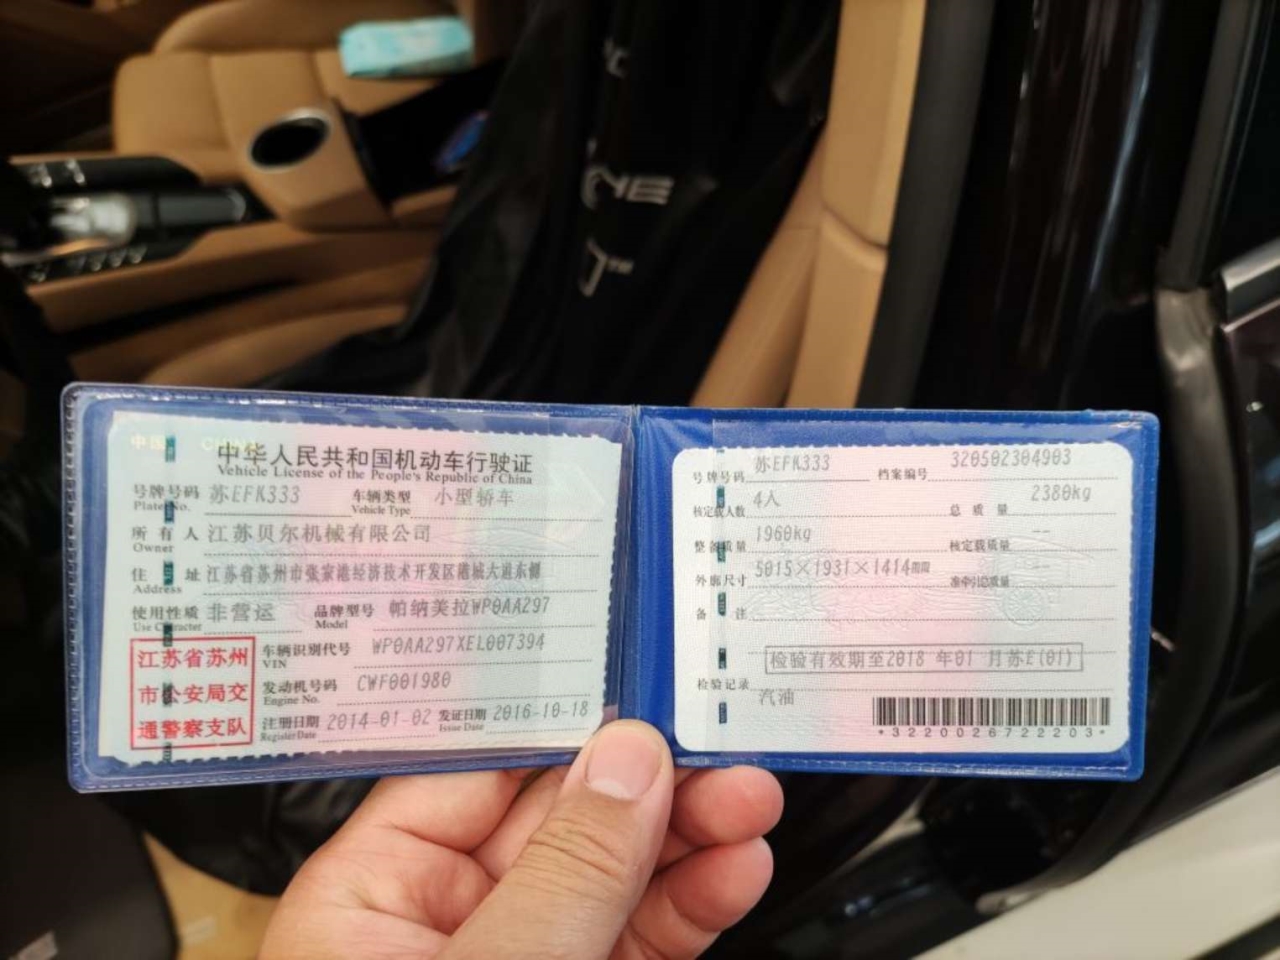 中国 CHINA
中华人民共和国机动车行驶证
Vehicle License of the People's Republic of China
号牌号码 苏EFK333 车辆类型 小型轿车
Plate No. Vehicle Type
所有人 江苏贝尔机械有限公司
Owner
住址 江苏省苏州市张家港经济技术开发区港城大道东侧
Address
使用性质 非营运 品牌型号 帕纳美拉WP0AA297
Use Character Model
江苏省苏州
市公安局交
通警察支队
车辆识别代号 WP0AA297XEL007394
VIN
发动机号码 CWF001980
Engine No.
注册日期 2014-01-02 发证日期 2016-10-18
Register Date Issue Date
号牌号码 苏EFK333 档案编号 320502304903
核定载人数 4人 总质量 2380kg
整备质量 1960kg 核定载质量 --
外廓尺寸 5015×1931×1414 准牵引总质量 --
备注
检验有效期至2018 年01 月苏E(01)
检验记录
汽油
*3220026722203*